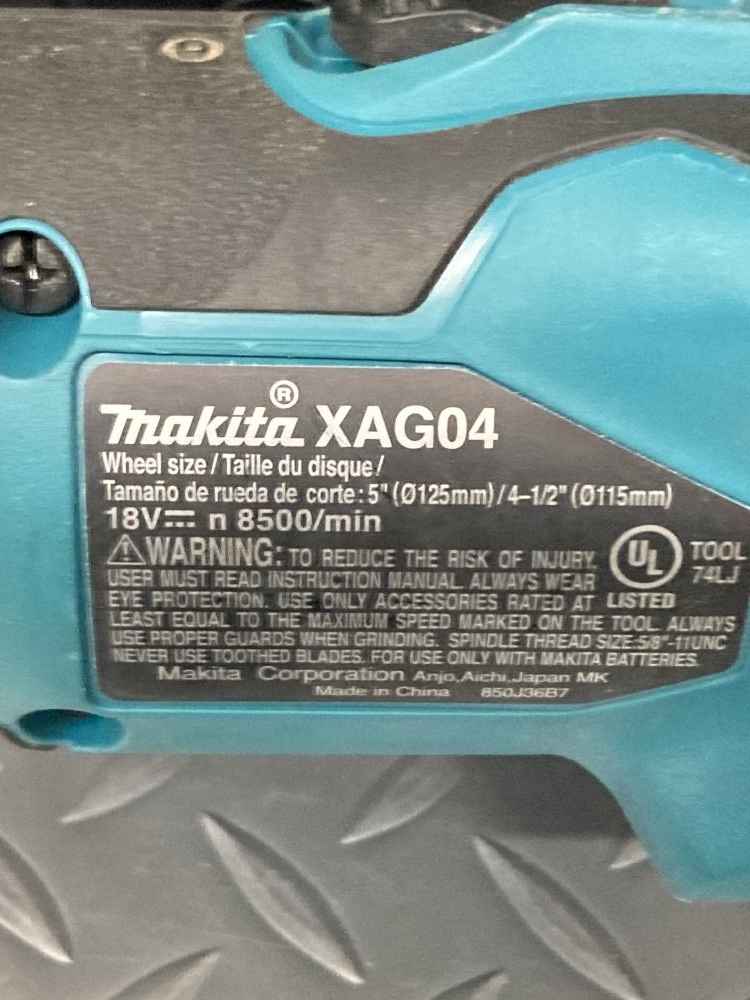 makita® XAG04
Wheel size / Taille du disque /
Tamaño de rueda de corte : 5" (Ø125mm) / 4–1/2" (Ø115mm)
18V⎓ n 8500/min
⚠WARNING: TO REDUCE THE RISK OF INJURY,
USER MUST READ INSTRUCTION MANUAL. ALWAYS WEAR
EYE PROTECTION. USE ONLY ACCESSORIES RATED AT
LEAST EQUAL TO THE MAXIMUM SPEED MARKED ON THE TOOL. ALWAYS
USE PROPER GUARDS WHEN GRINDING. SPINDLE THREAD SIZE:5/8"-11UNC
NEVER USE TOOTHED BLADES. FOR USE ONLY WITH MAKITA BATTERIES.
UL
LISTED
TOOL
74LJ
Makita Corporation Anjo,Aichi,Japan MK
Made in China 850J36B7